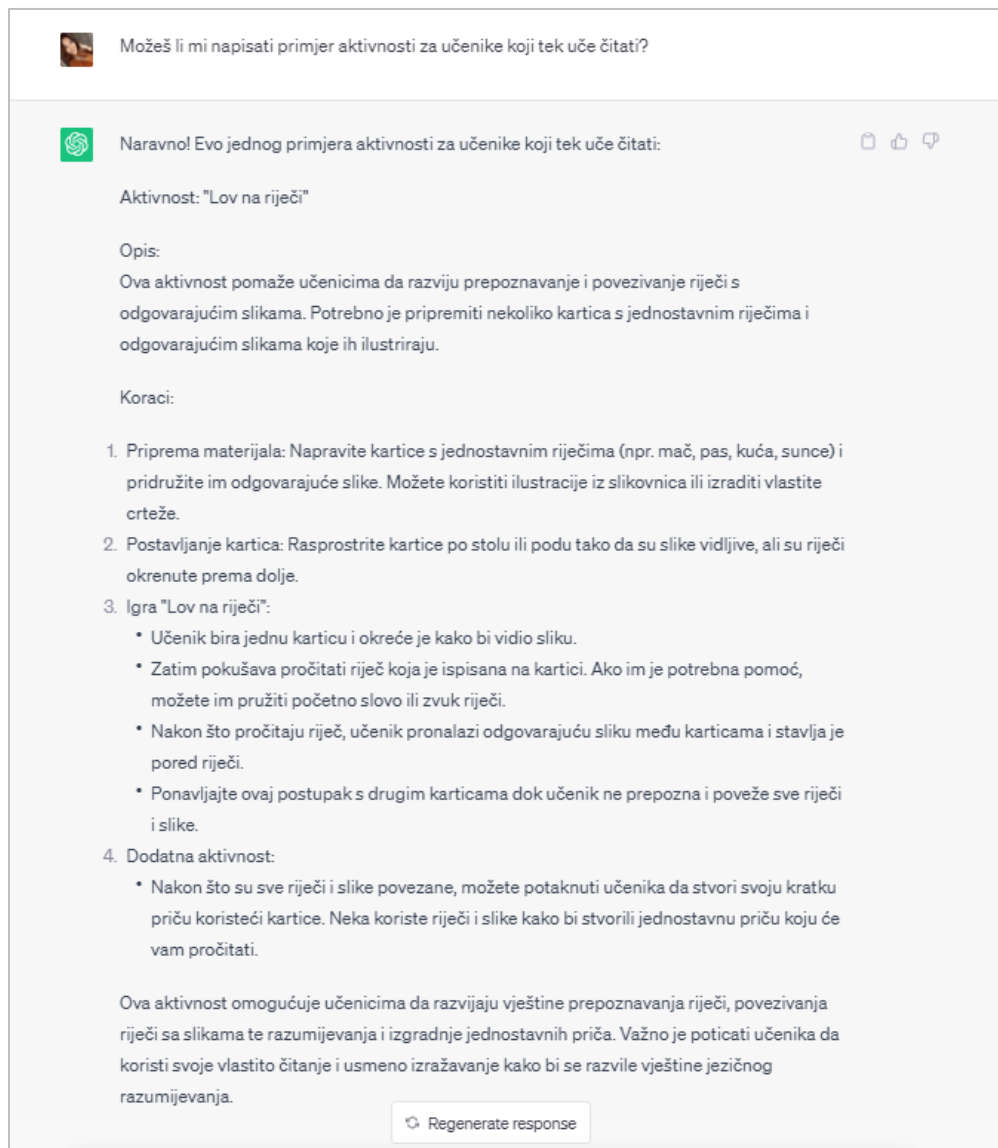 Možeš li mi napisati primjer aktivnosti za učenike koji tek uče čitati?
Naravno! Evo jednog primjera aktivnosti za učenike koji tek uče čitati:
Aktivnost: "Lov na riječi"
Opis:
Ova aktivnost pomaže učenicima da razviju prepoznavanje i povezivanje riječi s
odgovarajućim slikama. Potrebno je pripremiti nekoliko kartica s jednostavnim riječima i
odgovarajućim slikama koje ih ilustriraju.
Koraci:
1. Priprema materijala: Napravite kartice s jednostavnim riječima (npr. mač, pas, kuća, sunce) i
pridružite im odgovarajuće slike. Možete koristiti ilustracije iz slikovnica ili izraditi vlastite
crteže.
2. Postavljanje kartica: Rasprostrite kartice po stolu ili podu tako da su slike vidljive, ali su riječi
okrenute prema dolje.
3. Igra "Lov na riječi":
• Učenik bira jednu karticu i okreće je kako bi vidio sliku.
• Zatim pokušava pročitati riječ koja je ispisana na kartici. Ako im je potrebna pomoć,
možete im pružiti početno slovo ili zvuk riječi.
• Nakon što pročitaju riječ, učenik pronalazi odgovarajuću sliku među karticama i stavlja je
pored riječi.
• Ponavljajte ovaj postupak s drugim karticama dok učenik ne prepozna i poveže sve riječi
i slike.
4. Dodatna aktivnost:
• Nakon što su sve riječi i slike povezane, možete potaknuti učenika da stvori svoju kratku
priču koristeći kartice. Neka koriste riječi i slike kako bi stvorili jednostavnu priču koju će
vam pročitati.
Ova aktivnost omogućuje učenicima da razvijaju vještine prepoznavanja riječi, povezivanja
riječi sa slikama te razumijevanja i izgradnje jednostavnih priča. Važno je poticati učenika da
koristi svoje vlastito čitanje i usmeno izražavanje kako bi se razvile vještine jezičnog
razumijevanja.
Regenerate response